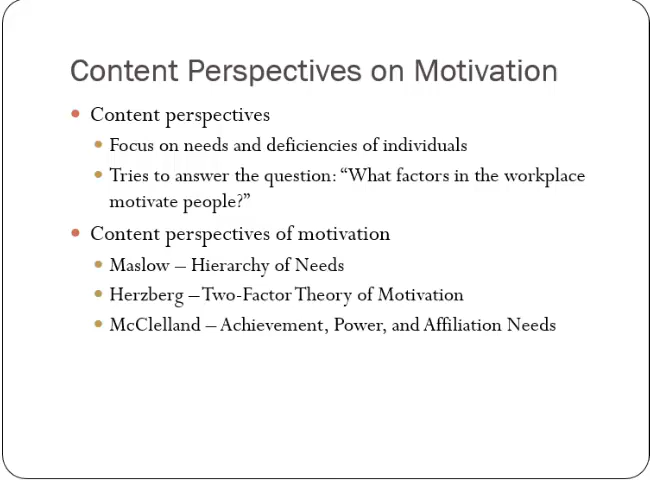 Content Perspectives on Motivation
• Content perspectives
• Focus on needs and deficiencies of individuals
• Tries to answer the question: “What factors in the workplace
motivate people?”
• Content perspectives of motivation
• Maslow – Hierarchy of Needs
• Herzberg – Two-Factor Theory of Motivation
• McClelland – Achievement, Power, and Affiliation Needs